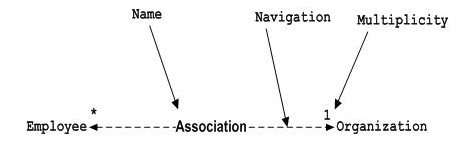 Name
Navigation
Multiplicity
* 1
Employee Association Organization